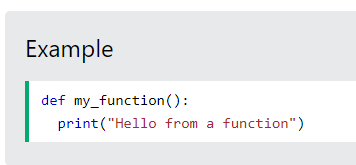 Example
def my_function():
  print("Hello from a function")